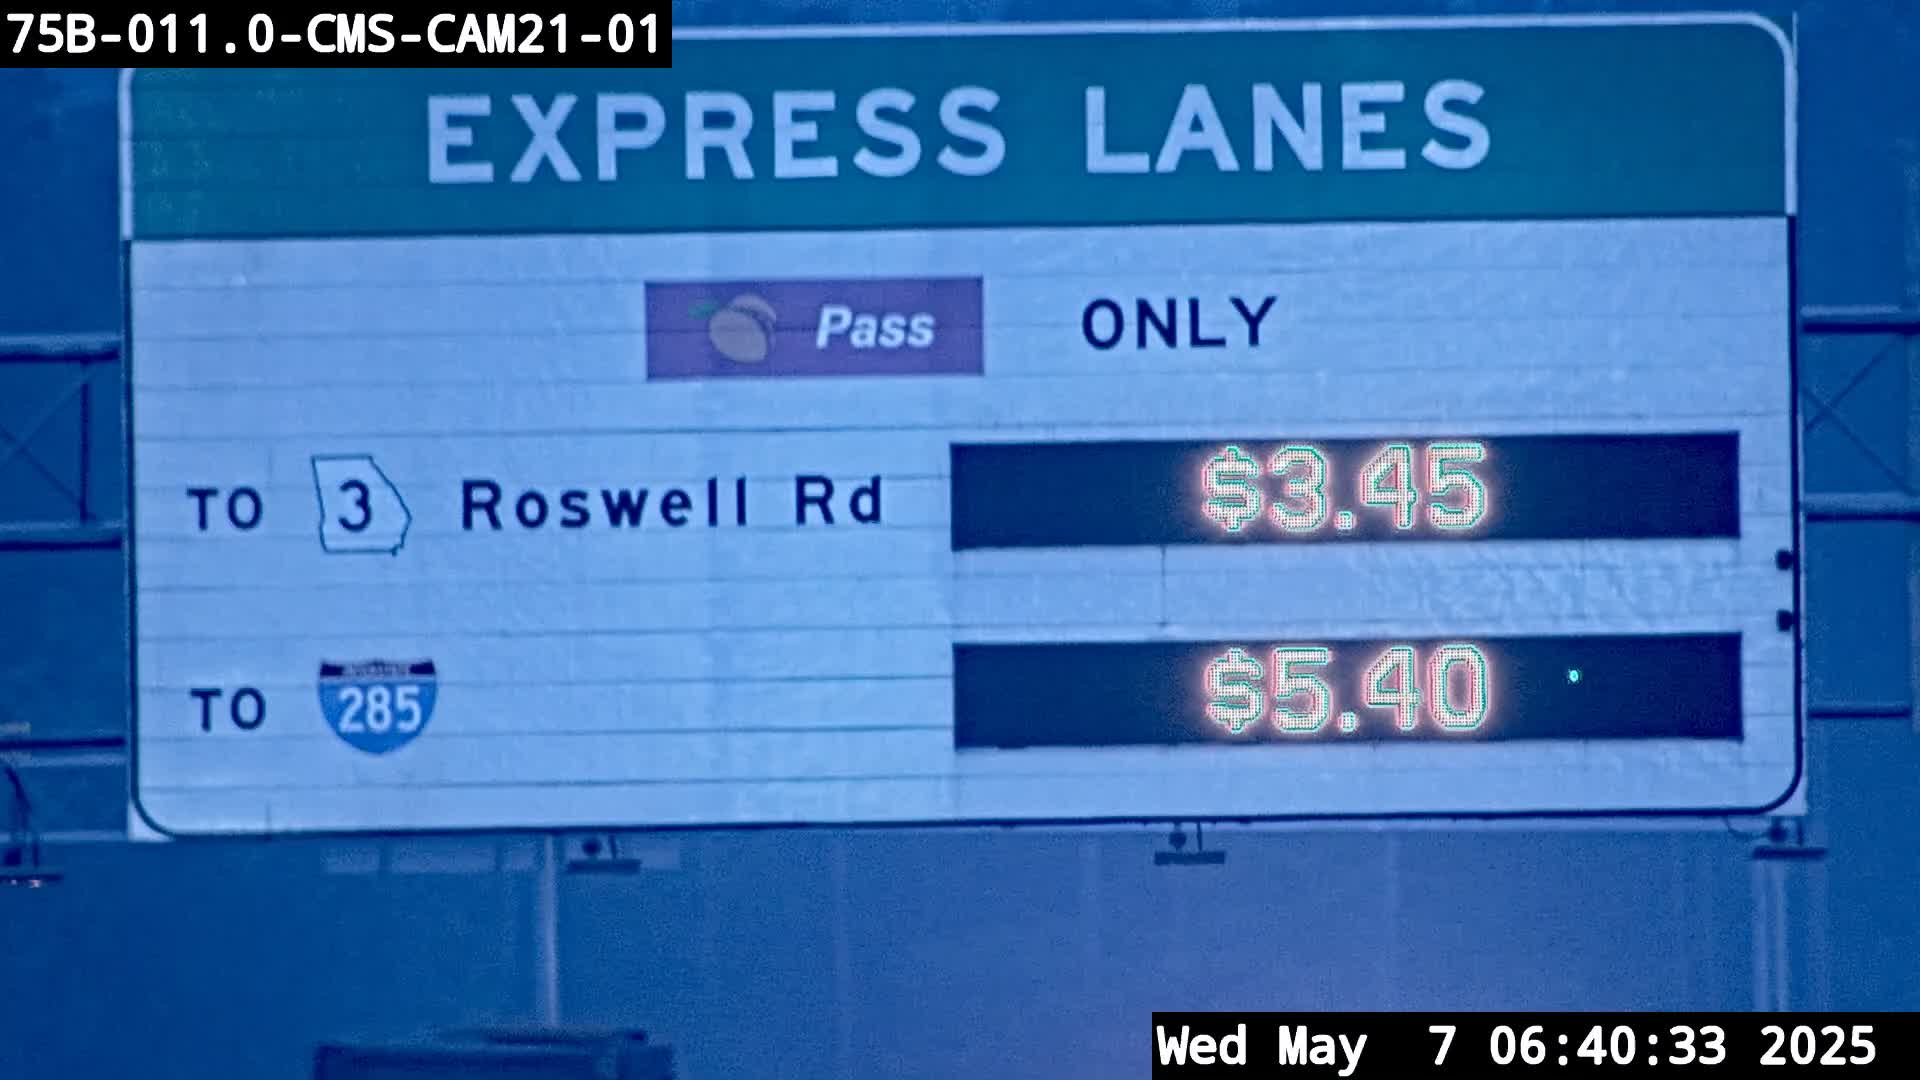 75B-011.0-CMS-CAM21-01
EXPRESS LANES
Pass ONLY
TO 3 Roswell Rd $3.45
INTERSTATE
TO 285 $5.40
Wed May 7 06:40:33 2025